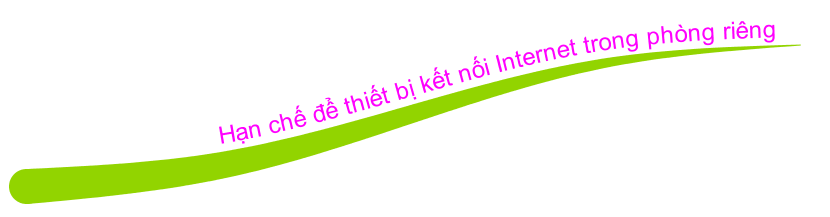 Hạn chế để thiết bị kết nối Internet trong phòng riêng